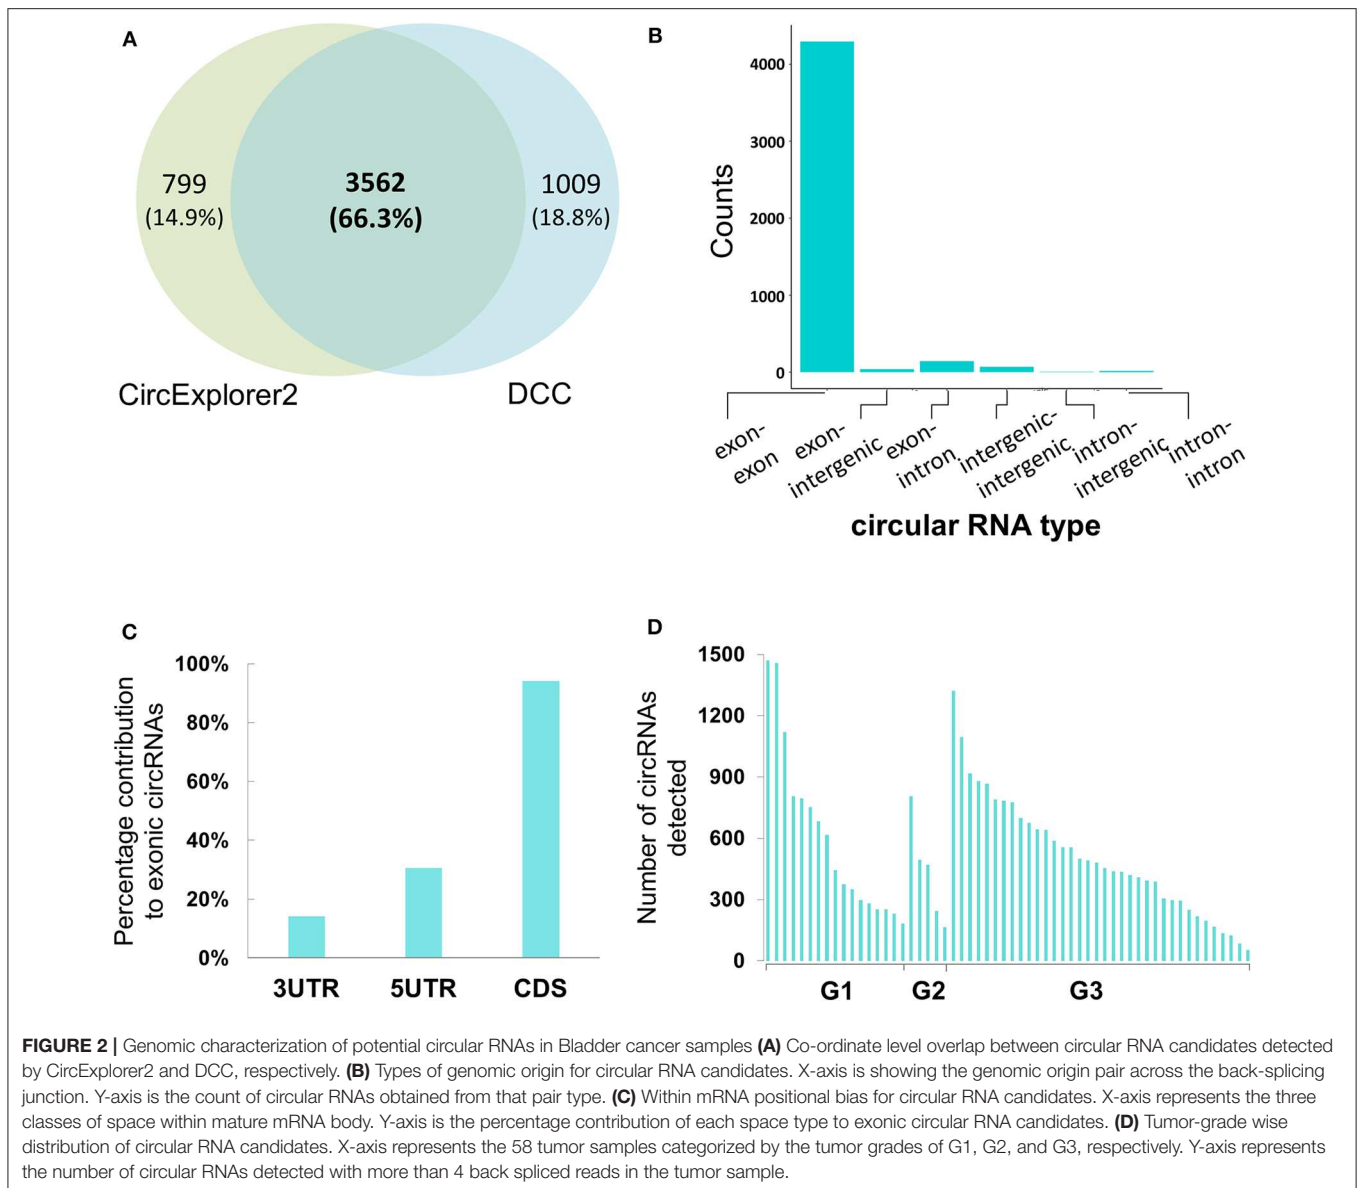 A
799
(14.9%)
3562
(66.3%)
1009
(18.8%)
CircExplorer2
DCC
B
Counts
4000
3000
2000
1000
0
exon-
exon
exon-
intergenic
exon-
intron
intergenic-
intergenic
intron-
intergenic
intron-
intron
circular RNA type
C
Percentage contribution
to exonic circRNAs
100%
80%
60%
40%
20%
0%
3UTR
5UTR
CDS
D
Number of circRNAs
detected
1500
1200
900
600
300
0
G1
G2
G3
FIGURE 2 | Genomic characterization of potential circular RNAs in Bladder cancer samples (A) Co-ordinate level overlap between circular RNA candidates detected
by CircExplorer2 and DCC, respectively. (B) Types of genomic origin for circular RNA candidates. X-axis is showing the genomic origin pair across the back-splicing
junction. Y-axis is the count of circular RNAs obtained from that pair type. (C) Within mRNA positional bias for circular RNA candidates. X-axis represents the three
classes of space within mature mRNA body. Y-axis is the percentage contribution of each space type to exonic circular RNA candidates. (D) Tumor-grade wise
distribution of circular RNA candidates. X-axis represents the 58 tumor samples categorized by the tumor grades of G1, G2, and G3, respectively. Y-axis represents
the number of circular RNAs detected with more than 4 back spliced reads in the tumor sample.